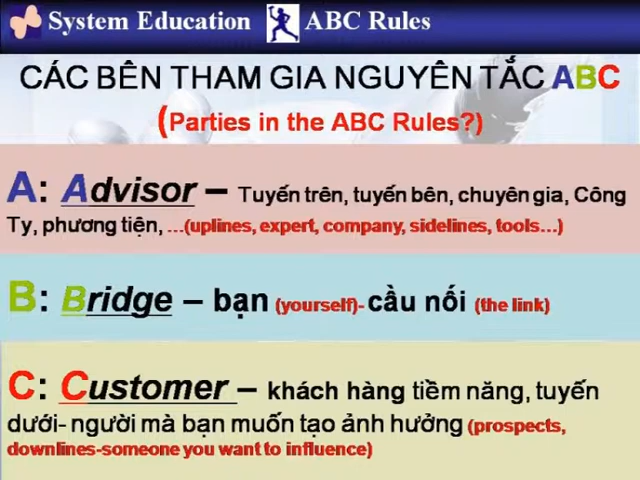 System Education ABC Rules
CÁC BÊN THAM GIA NGUYÊN TẮC ABC
(Parties in the ABC Rules?)
A: Advisor – Tuyến trên, tuyến bên, chuyên gia, Công
Ty, phương tiện, ...(uplines, expert, company, sidelines, tools...)
B: Bridge – bạn (yourself)- cầu nối (the link)
C: Customer – khách hàng tiềm năng, tuyến
dưới- người mà bạn muốn tạo ảnh hưởng (prospects,
downlines-someone you want to influence)